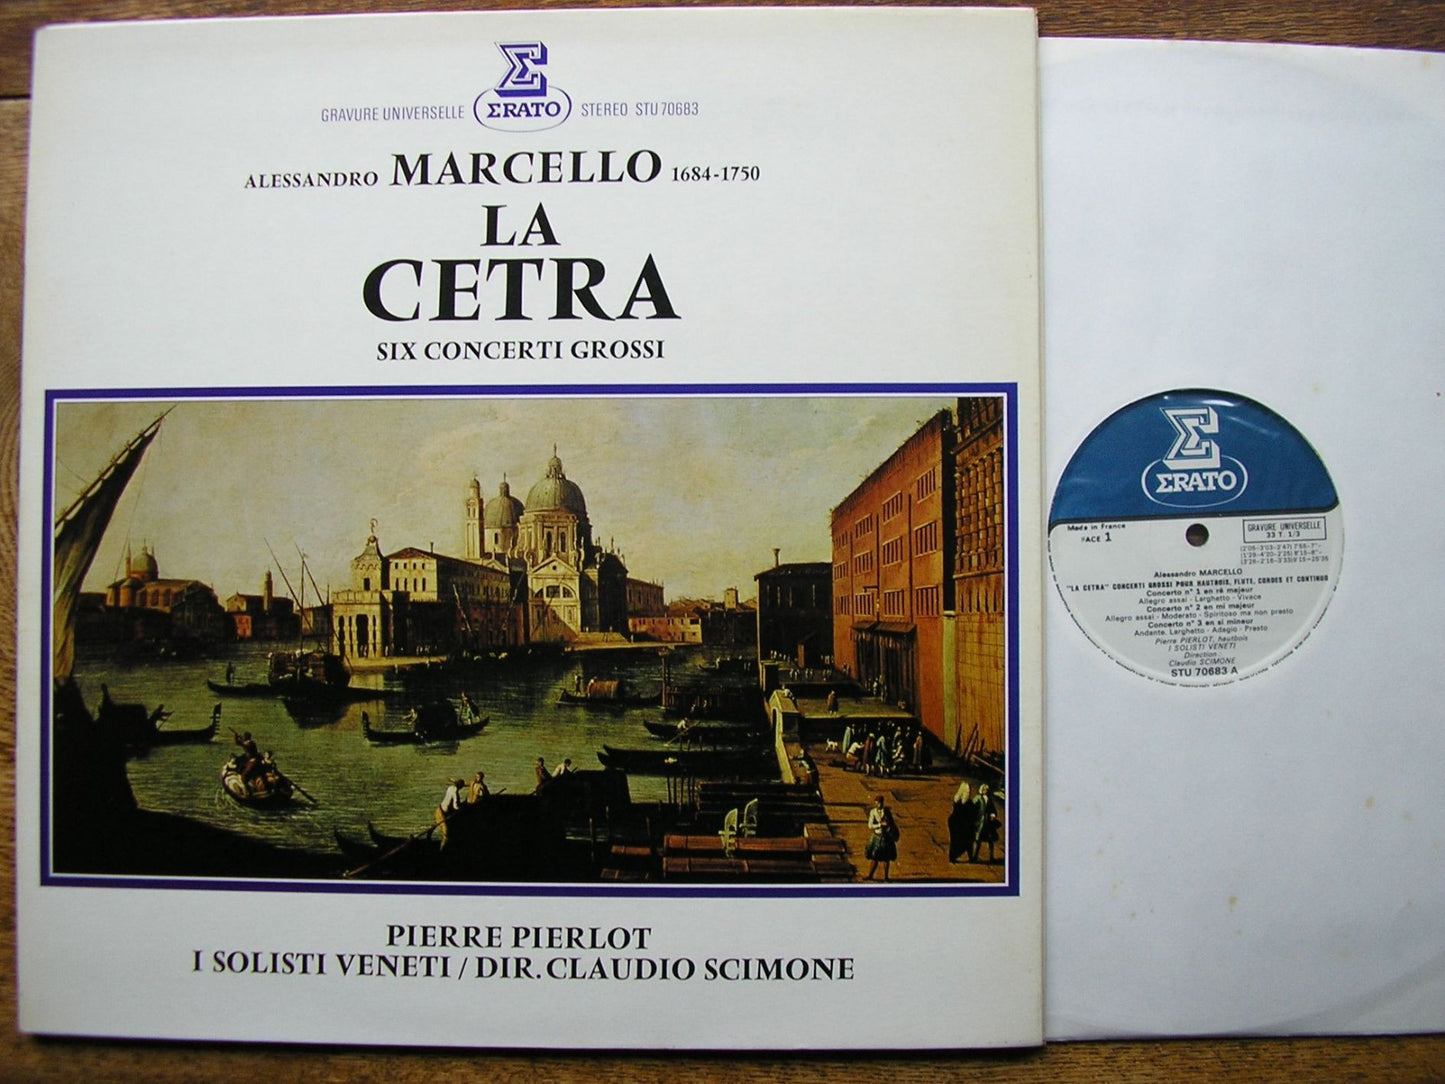 GRAVURE UNIVERSELLE ΣRATO STEREO STU 70683
ALESSANDRO MARCELLO 1684-1750
LA
CETRA
SIX CONCERTI GROSSI
PIERRE PIERLOT
I SOLISTI VENETI / DIR. CLAUDIO SCIMONE
ΣRATO
Made in France
FACE 1
GRAVURE UNIVERSELLE
33 T. 1/3
Alessandro MARCELLO
"LA CETRA" CONCERTI GROSSI POUR HAUTBOIS, FLUTE, CORDES ET CONTINUO
Concerto n° 1 en ré majeur
Allegro assai - Larghetto - Vivace
Concerto n° 2 en mi majeur
Allegro assai - Moderato - Spiritoso ma non presto
Concerto n° 3 en si mineur
Andante, Larghetto - Adagio - Presto
Pierre PIERLOT, hautbois
I SOLISTI VENETI
Direction :
Claudio SCIMONE
STU 70683 A